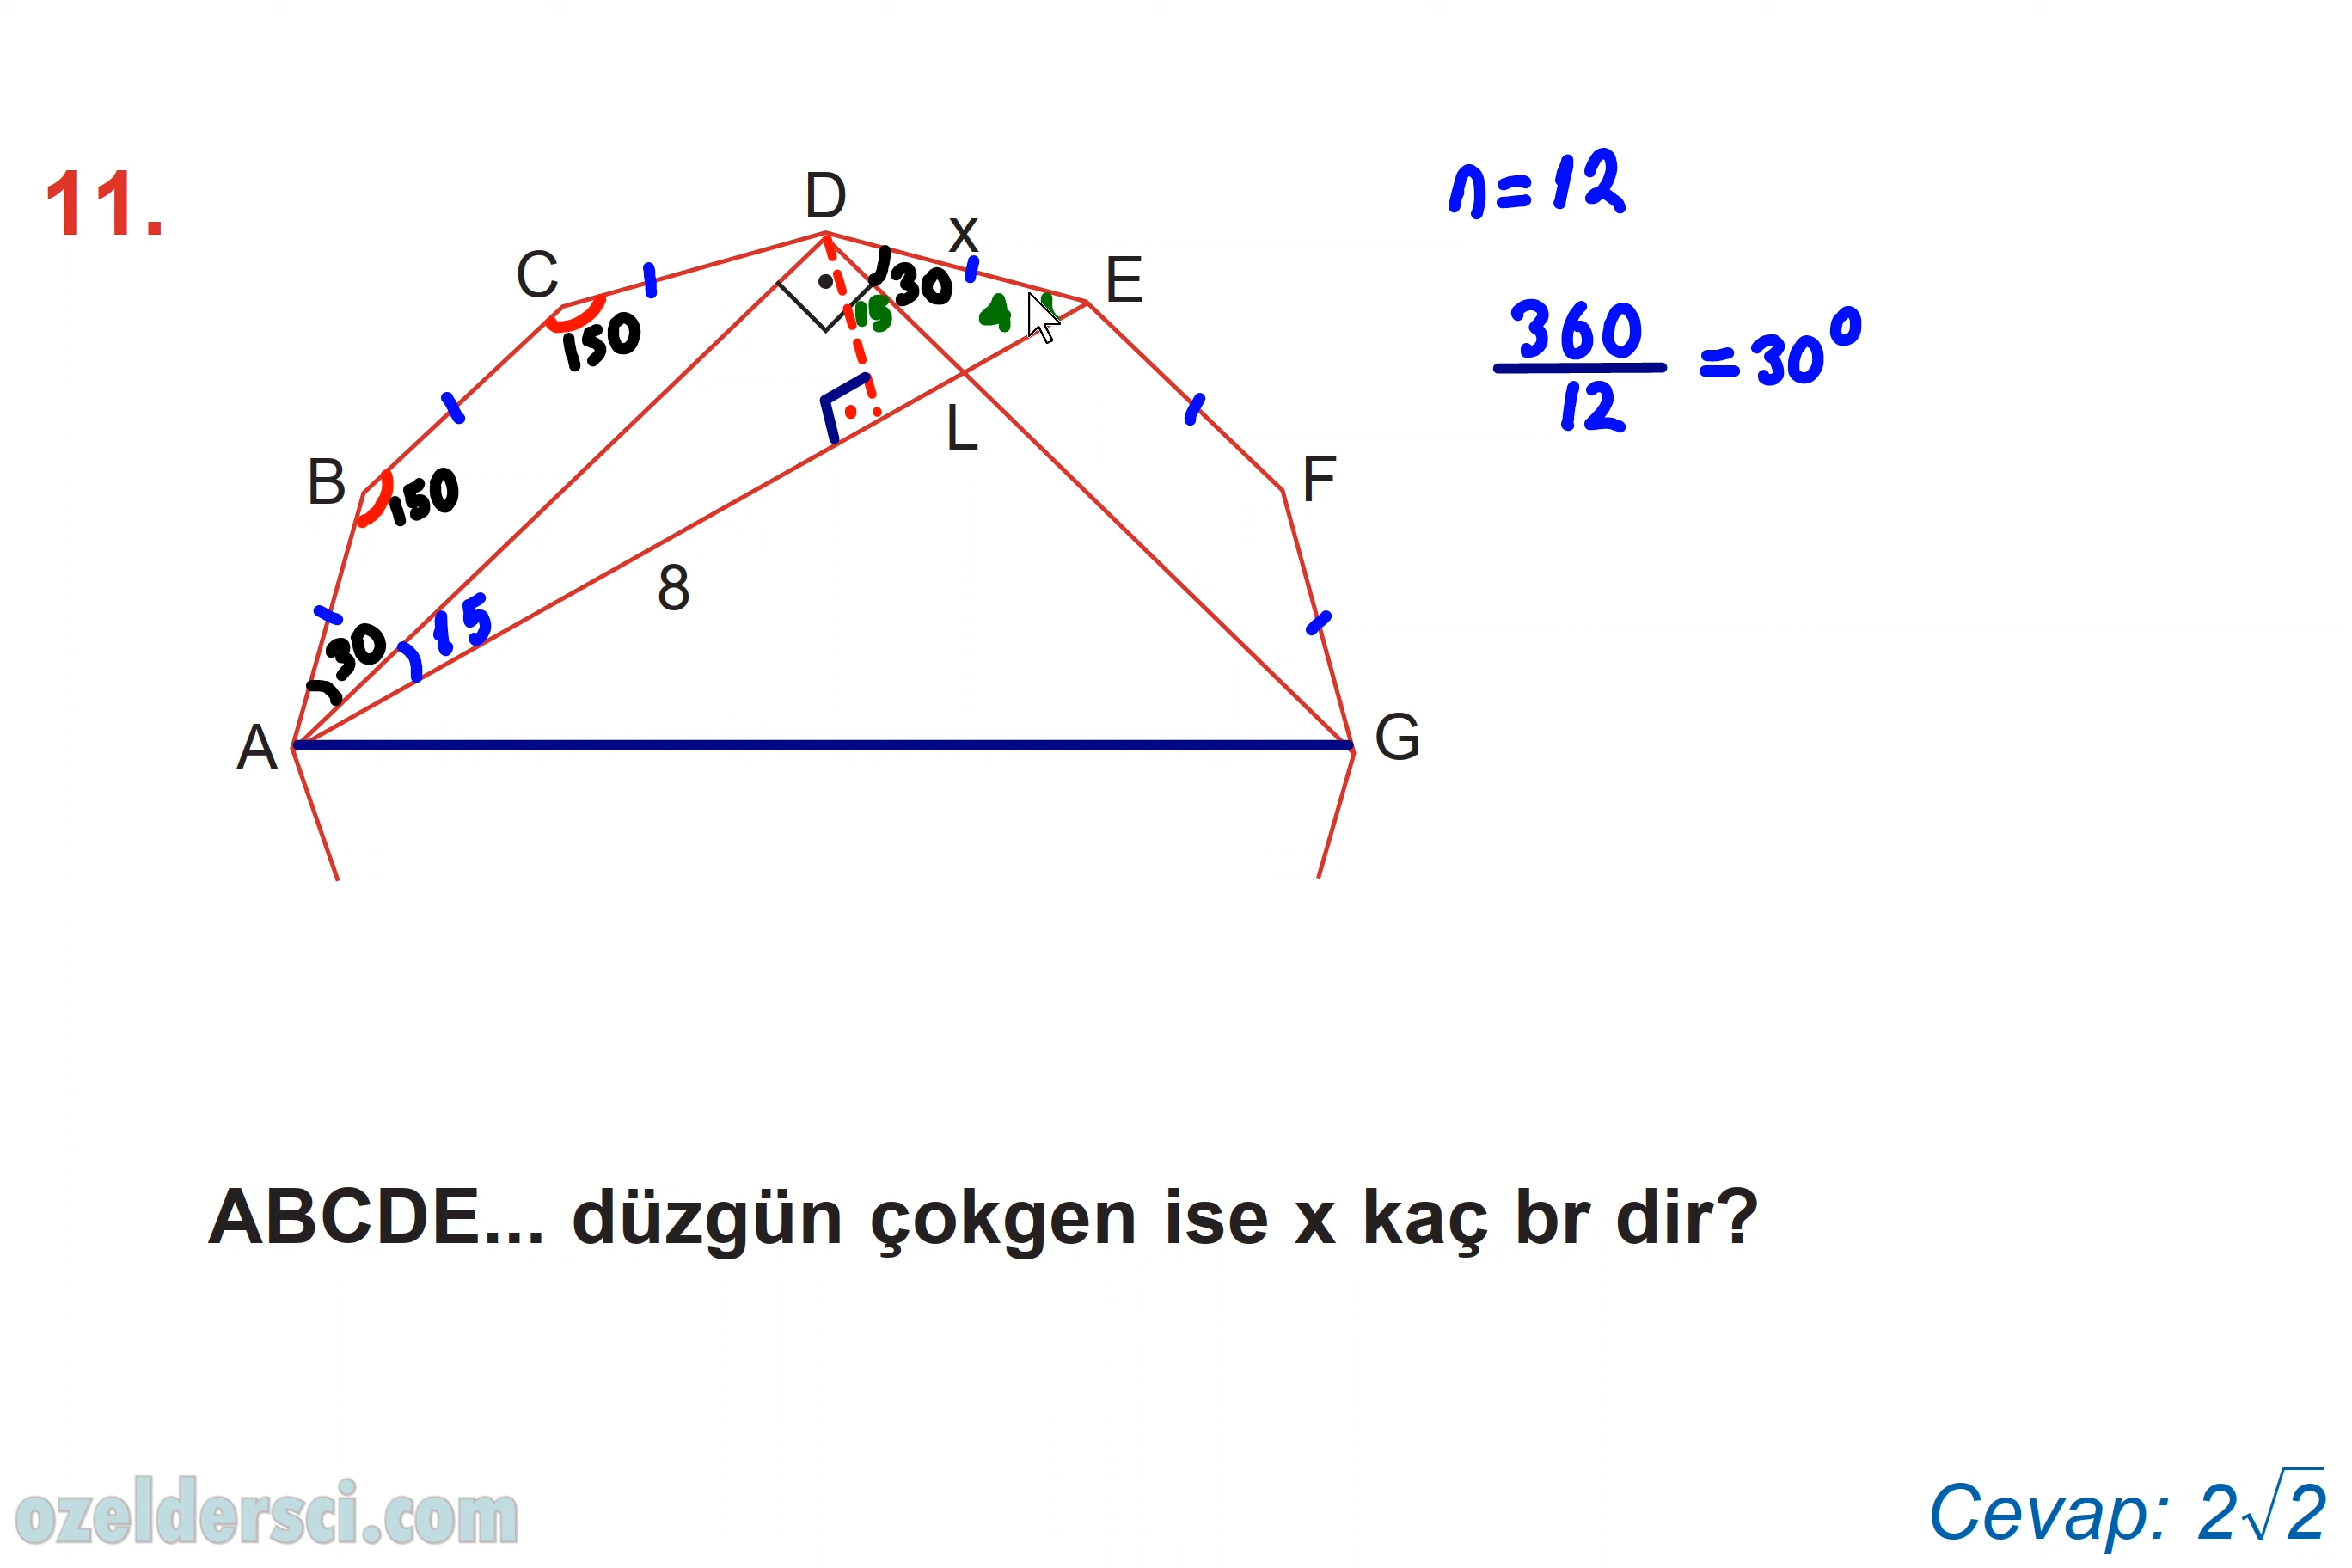 11.
D
x
C
E
30
15
4
150
B
150
L
F
8
15
30
A
G
n=12
360
12
=30⁰
ABCDE... düzgün çokgen ise x kaç br dir?
ozeldersci.com
Cevap: 2√2